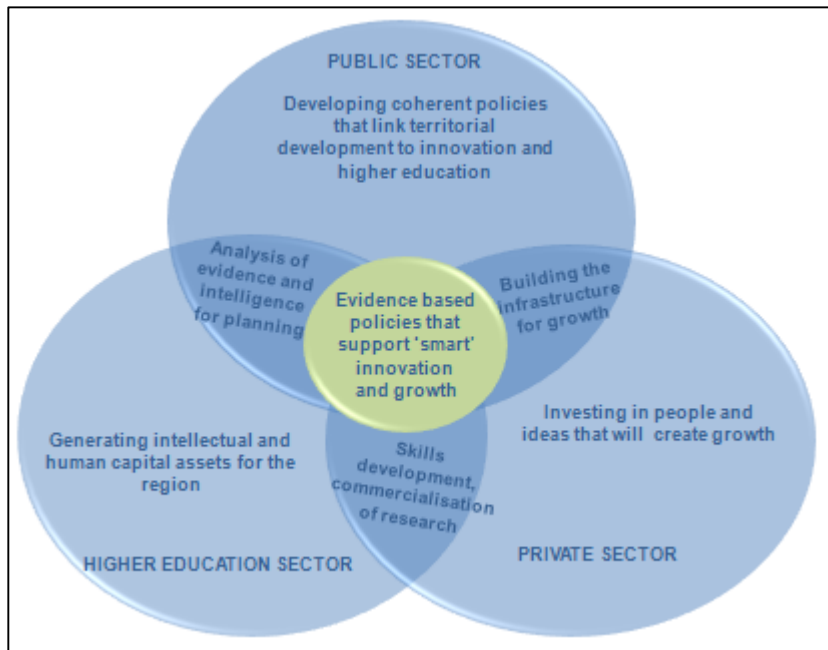 PUBLIC SECTOR
Developing coherent policies
that link territorial
development to innovation and
higher education
Analysis of
evidence and
intelligence
for planning
Evidence based
policies that
support 'smart'
innovation
and growth
Building the
infrastructure
for growth
Generating intellectual and
human capital assets for the
region
Skills
development,
commercialisation
of research
Investing in people and
ideas that will create growth
HIGHER EDUCATION SECTOR
PRIVATE SECTOR